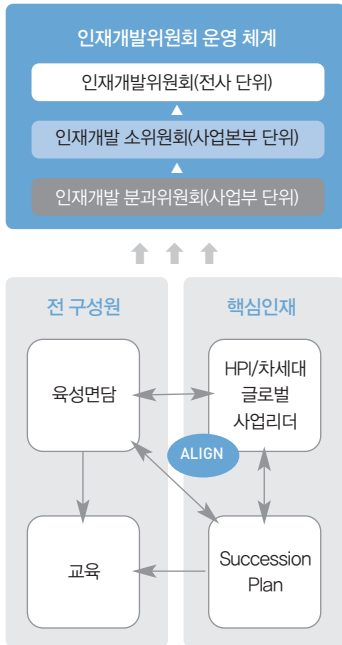 인재개발위원회 운영 체계
인재개발위원회(전사 단위)
인재개발 소위원회(사업본부 단위)
인재개발 분과위원회(사업부 단위)
전 구성원
핵심인재
육성면담
HPI/차세대
글로벌
사업리더
ALIGN
교육
Succession
Plan